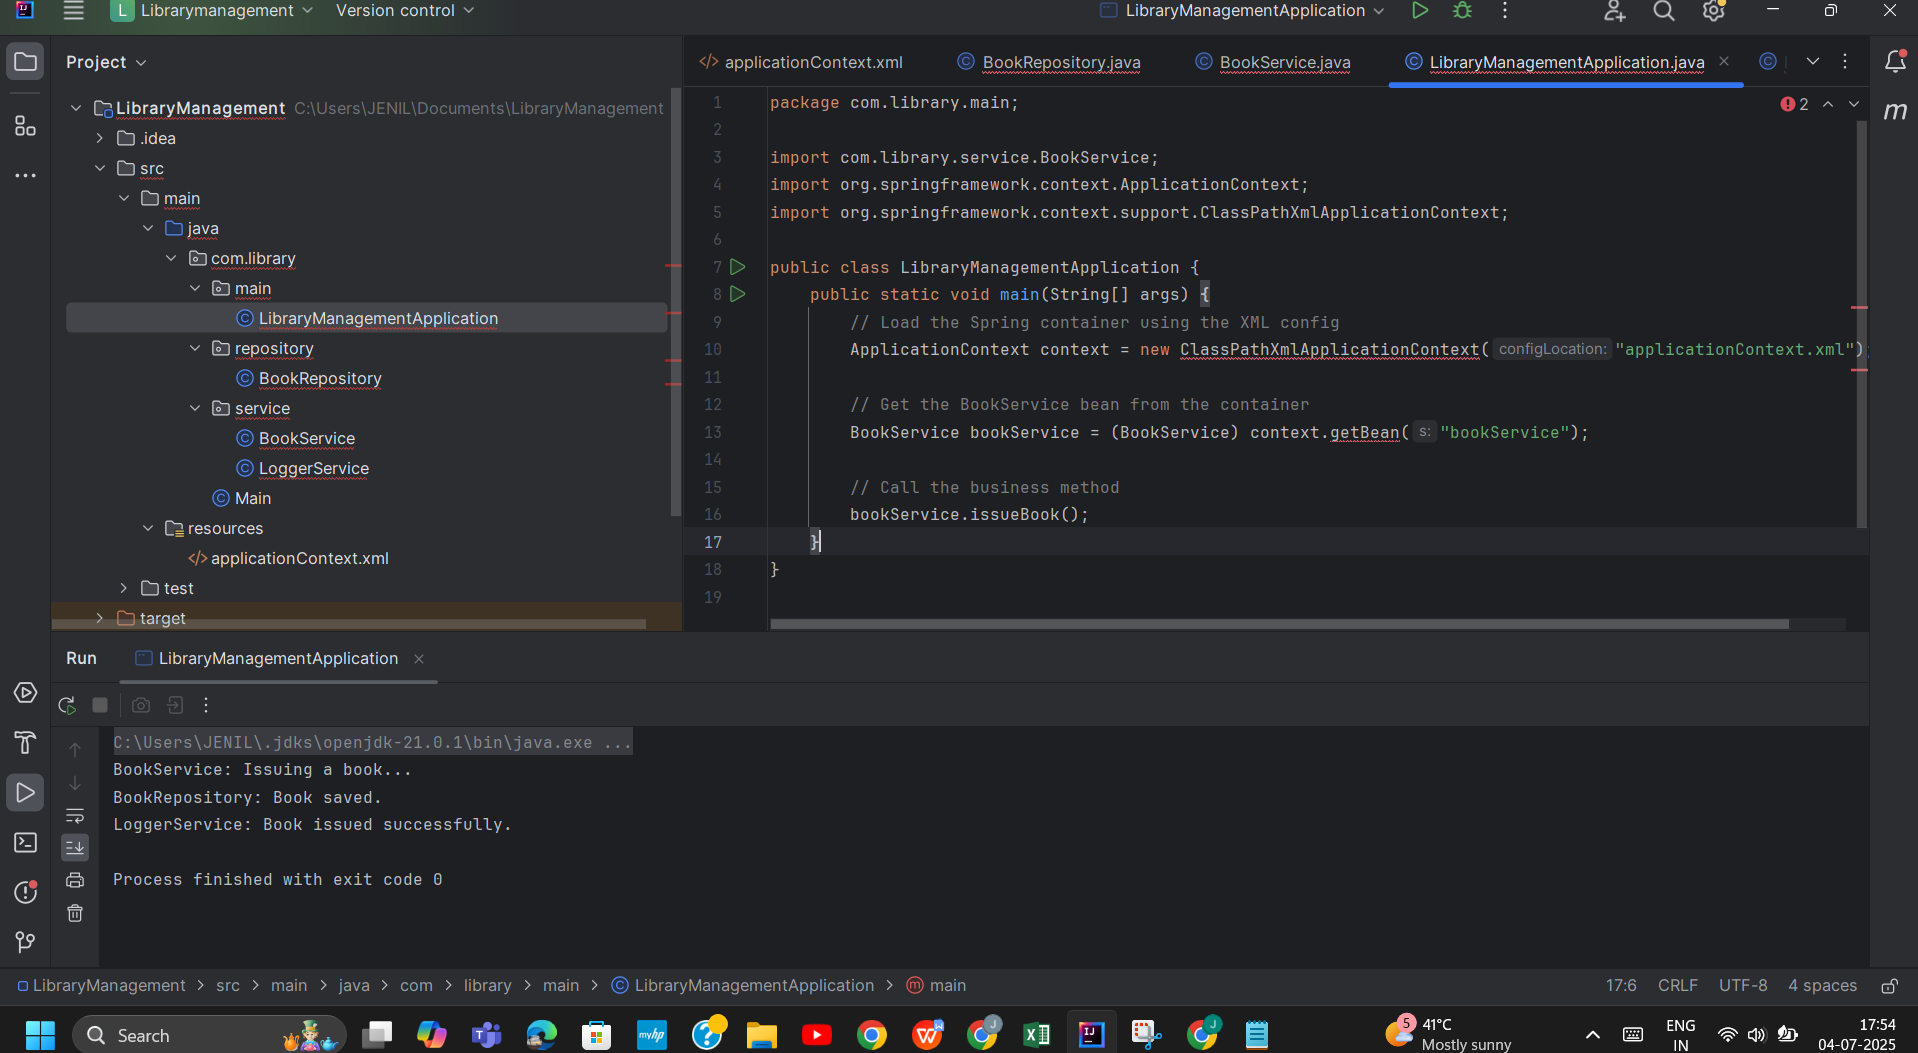 L Librarymanagement Version control LibraryManagementApplication
Project
LibraryManagement C:\Users\JENIL\Documents\LibraryManagement
.idea
src
main
java
com.library
main
LibraryManagementApplication
repository
BookRepository
service
BookService
LoggerService
Main
resources
applicationContext.xml
test
target
applicationContext.xml BookRepository.java BookService.java LibraryManagementApplication.java
2
1 package com.library.main;
2
3 import com.library.service.BookService;
4 import org.springframework.context.ApplicationContext;
5 import org.springframework.context.support.ClassPathXmlApplicationContext;
6
7 public class LibraryManagementApplication {
8 public static void main(String[] args) {
9 // Load the Spring container using the XML config
10 ApplicationContext context = new ClassPathXmlApplicationContext( configLocation: "applicationContext.xml");
11
12 // Get the BookService bean from the container
13 BookService bookService = (BookService) context.getBean( s: "bookService");
14
15 // Call the business method
16 bookService.issueBook();
17 }
18 }
19
m
Run LibraryManagementApplication
C:\Users\JENIL\.jdks\openjdk-21.0.1\bin\java.exe ...
BookService: Issuing a book...
BookRepository: Book saved.
LoggerService: Book issued successfully.
Process finished with exit code 0
LibraryManagement > src > main > java > com > library > main > LibraryManagementApplication > main 17:6 CRLF UTF-8 4 spaces
Search
5 41°C
Mostly sunny
ENG
IN
17:54
04-07-2025